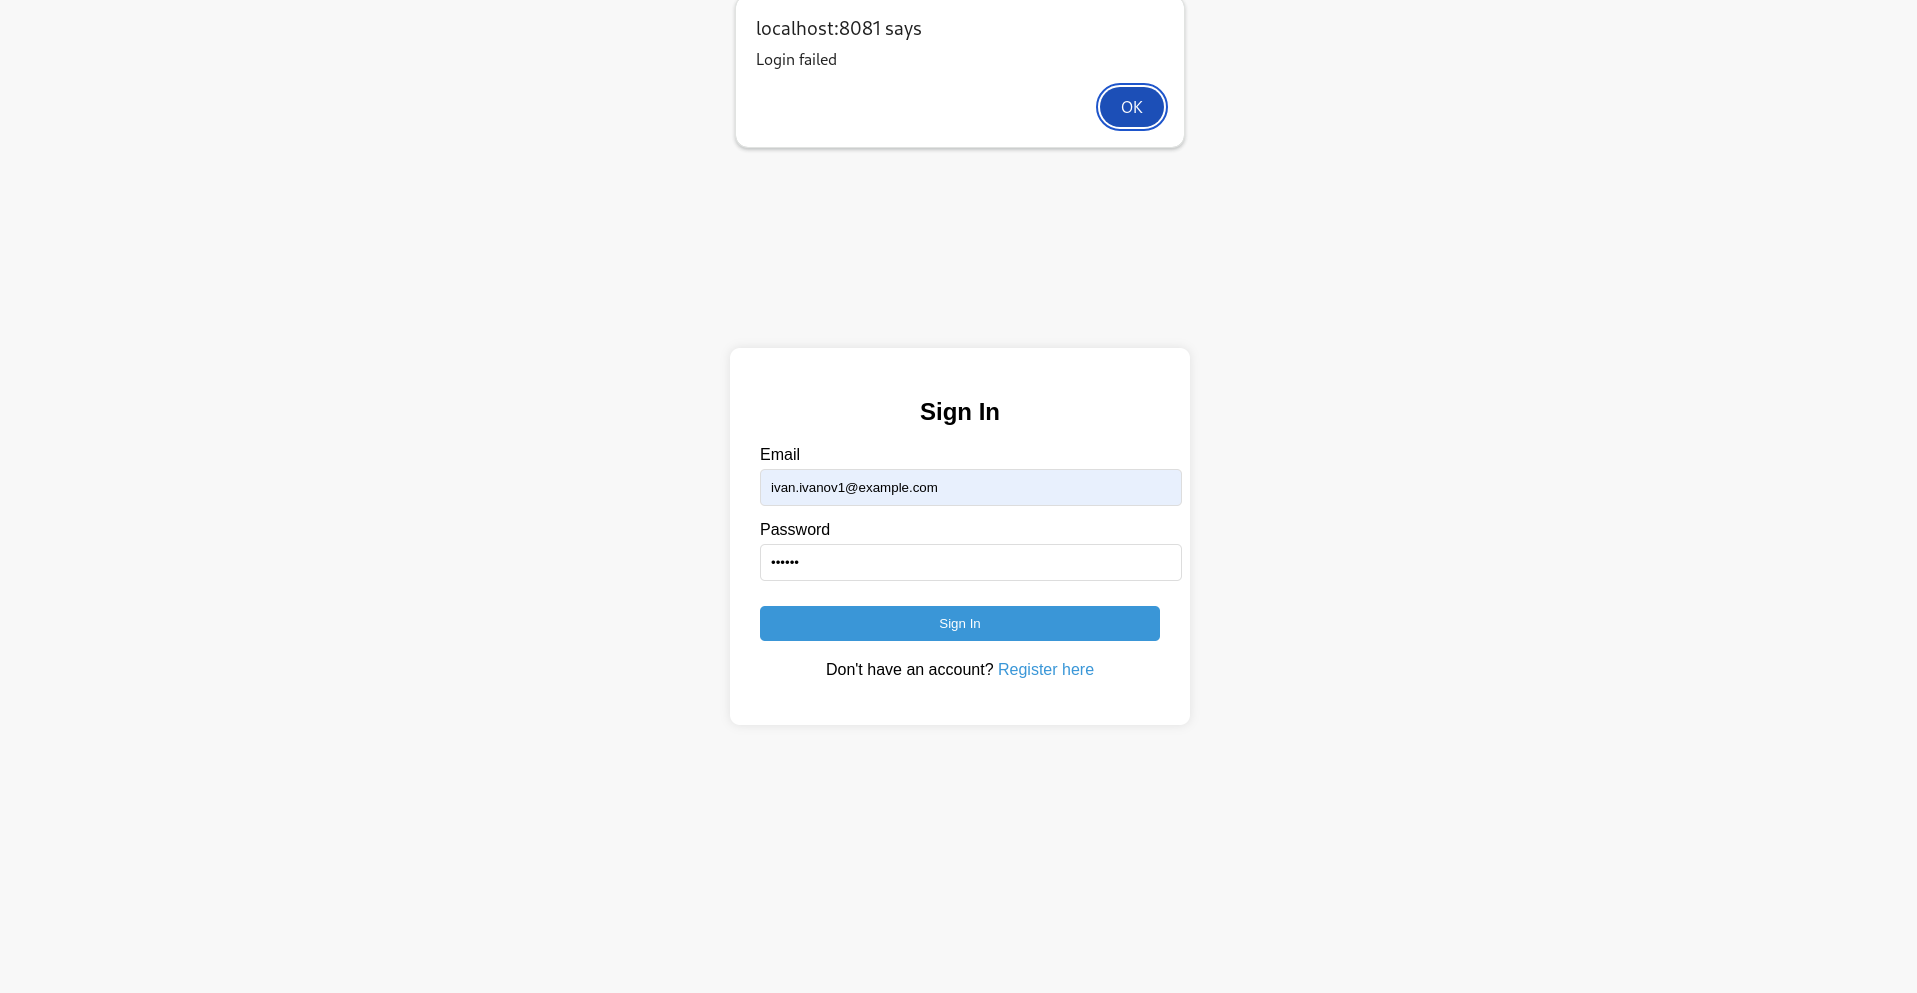 localhost:8081 says
Login failed
OK
Sign In
Email
ivan.ivanov1@example.com
Password
••••••
Sign In
Don't have an account? Register here